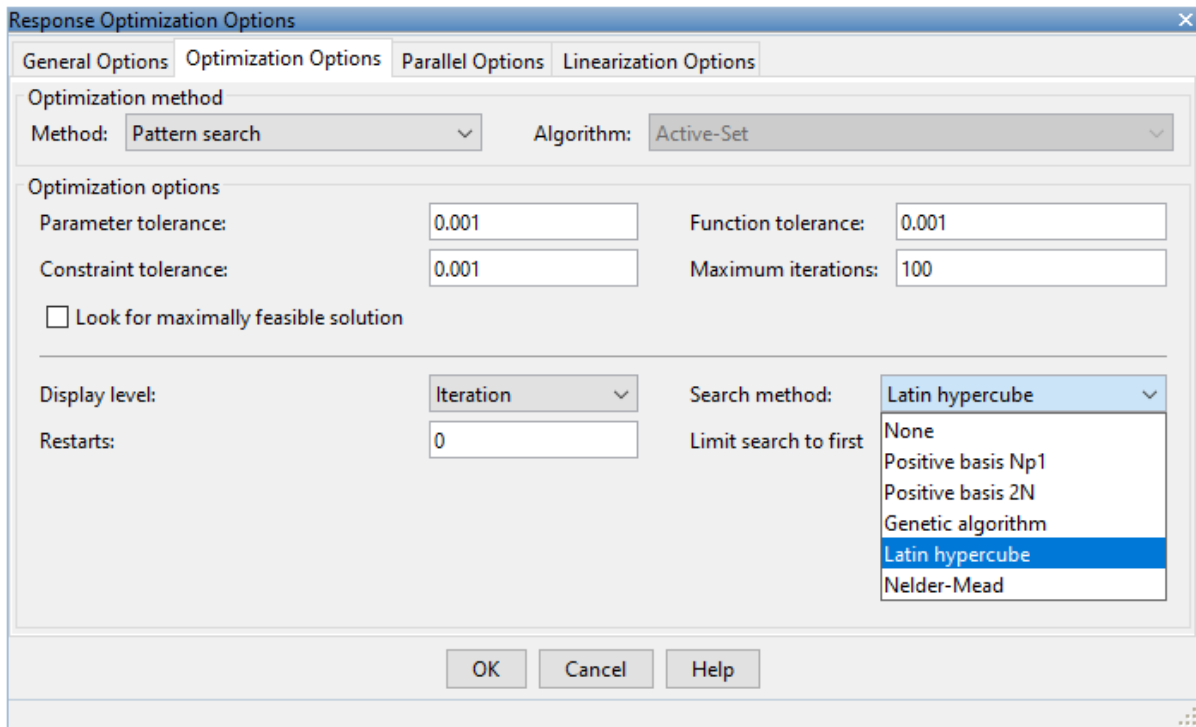 Response Optimization Options
General Options Optimization Options Parallel Options Linearization Options
Optimization method
Method: Pattern search Algorithm: Active-Set
Optimization options
Parameter tolerance: 0.001 Function tolerance: 0.001
Constraint tolerance: 0.001 Maximum iterations: 100
Look for maximally feasible solution
Display level: Iteration Search method: Latin hypercube
Restarts: 0 Limit search to first
None
Positive basis Np1
Positive basis 2N
Genetic algorithm
Latin hypercube
Nelder-Mead
OK Cancel Help